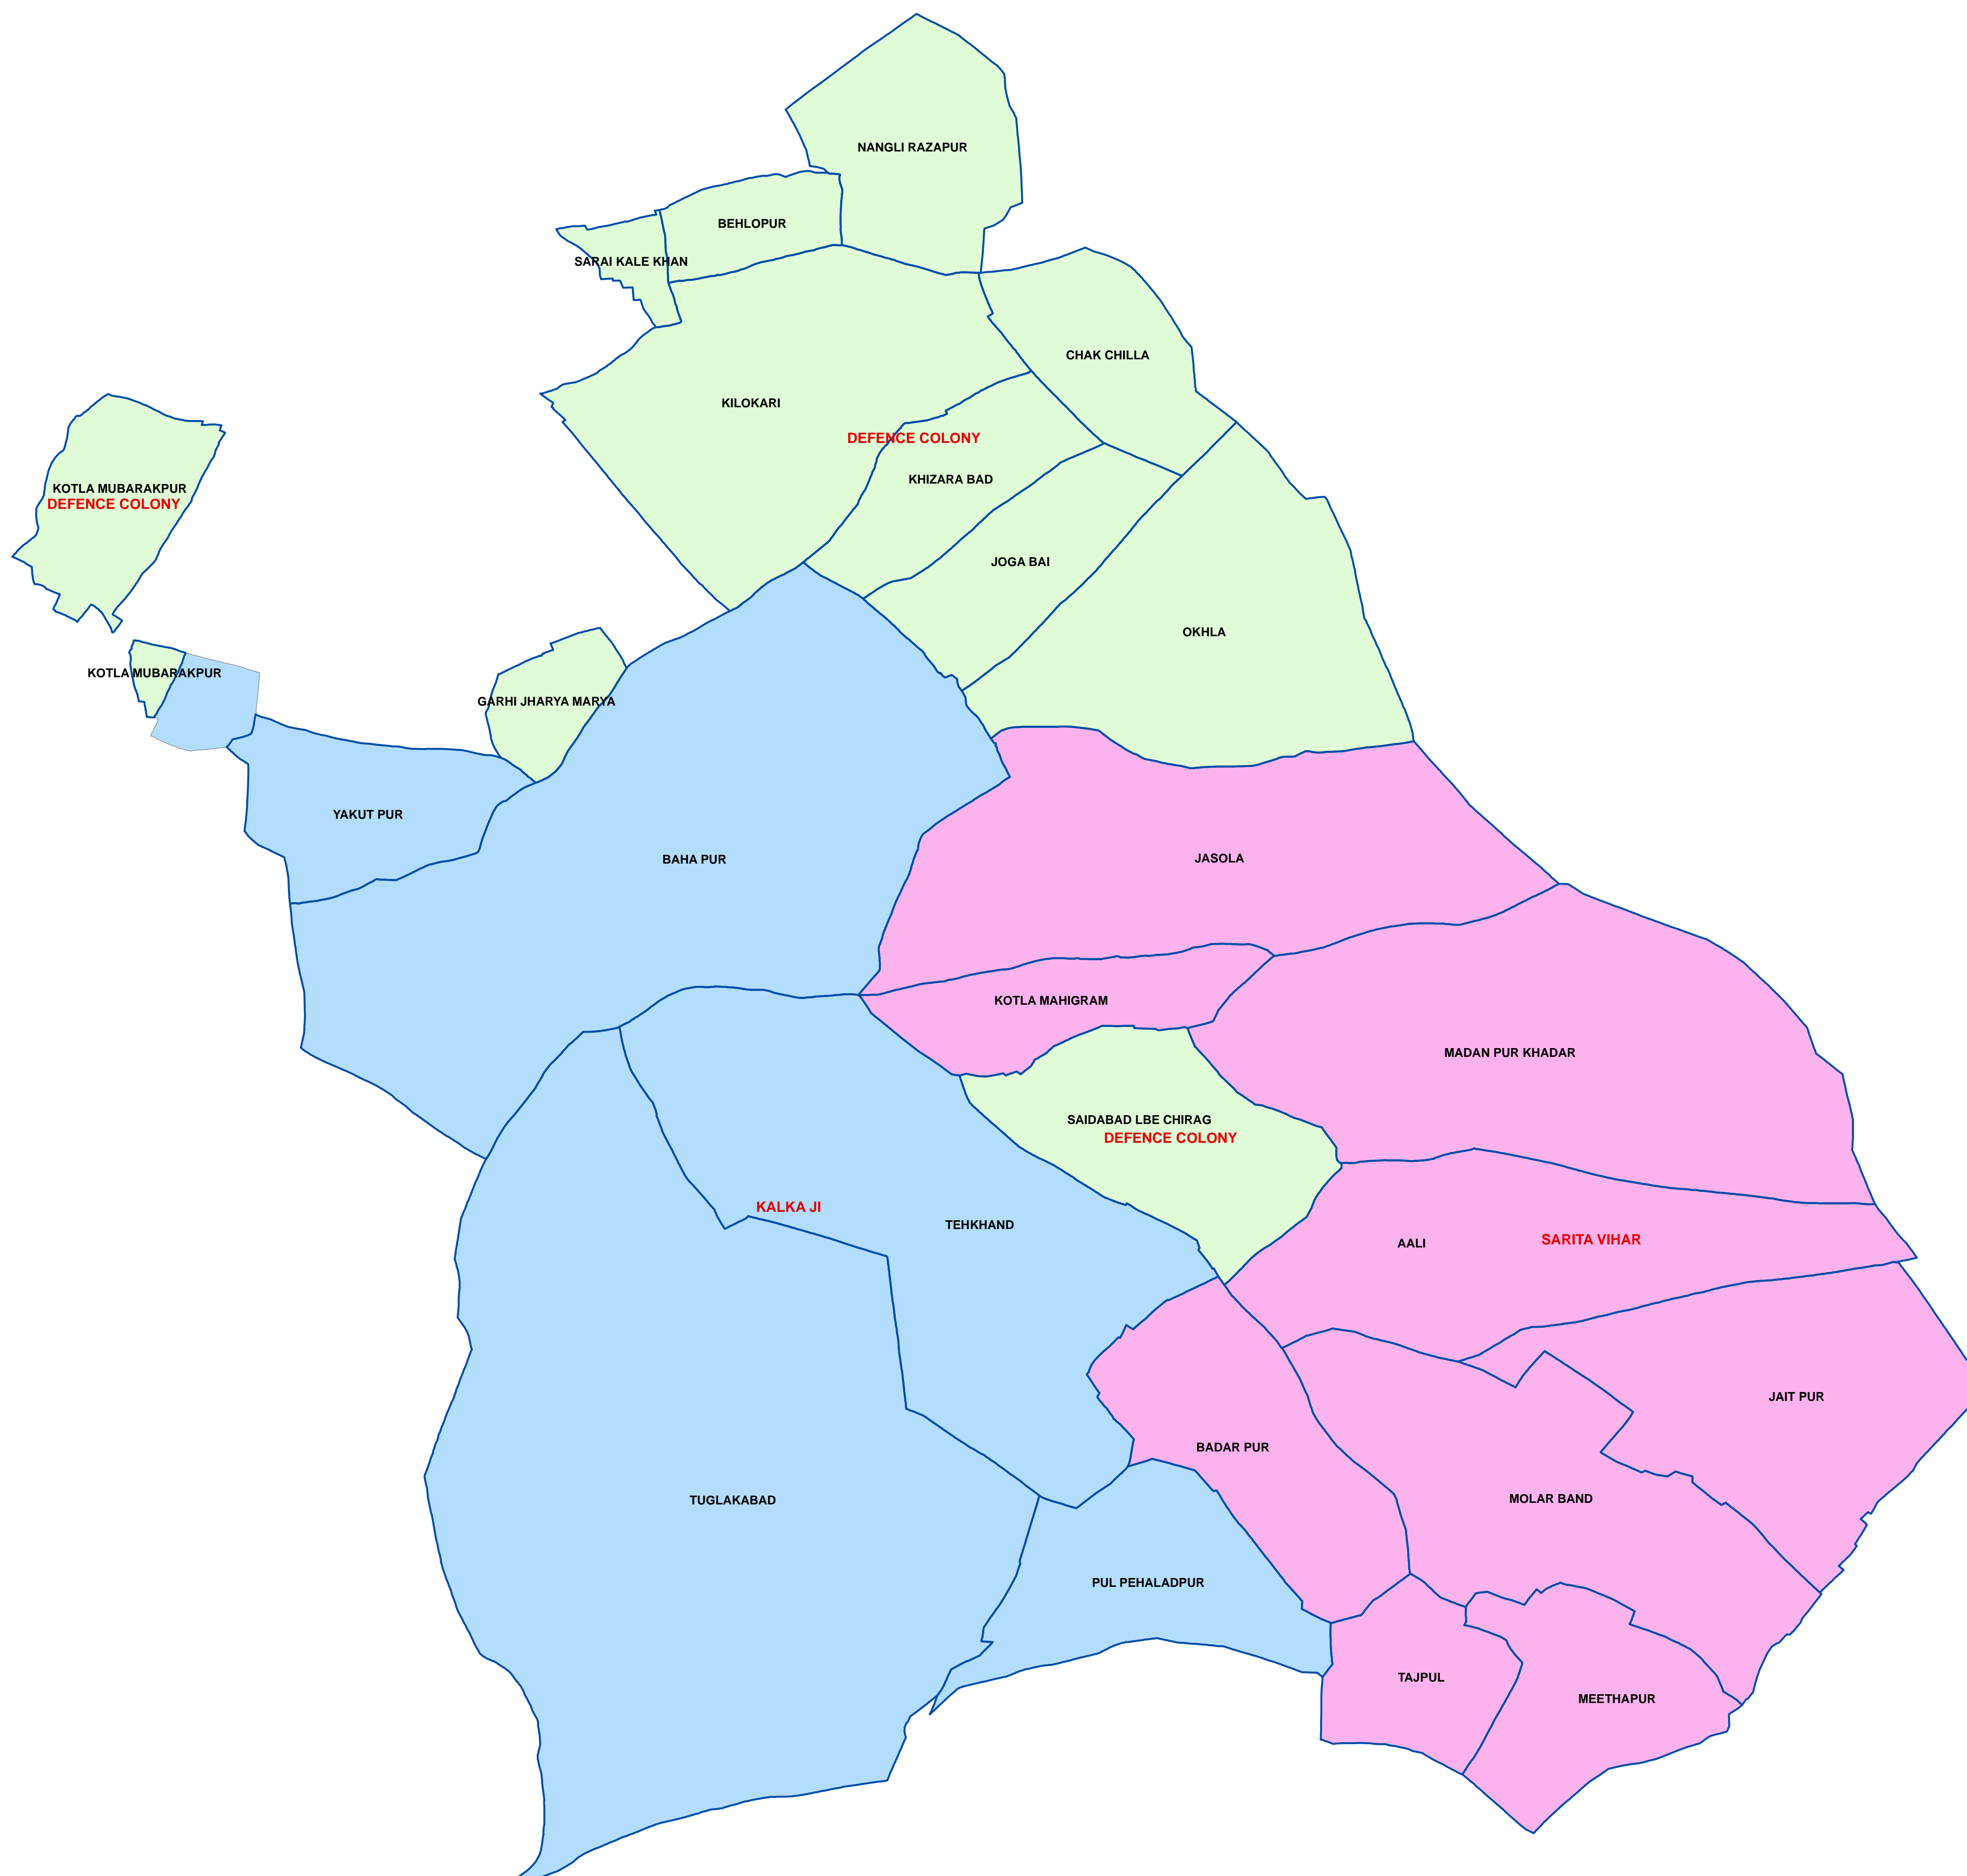 NANGLI RAZAPUR
BEHLOPUR
SARAI KALE KHAN
CHAK CHILLA
KILOKARI
DEFENCE COLONY
KHIZARA BAD
KOTLA MUBARAKPUR
DEFENCE COLONY
JOGA BAI
OKHLA
KOTLA MUBARAKPUR
GARHI JHARYA MARYA
YAKUT PUR
BAHA PUR
JASOLA
KOTLA MAHIGRAM
MADAN PUR KHADAR
SAIDABAD LBE CHIRAG
DEFENCE COLONY
KALKA JI
TEHKHAND
AALI
SARITA VIHAR
JAIT PUR
BADAR PUR
TUGLAKABAD
MOLAR BAND
PUL PEHALADPUR
TAJPUL
MEETHAPUR